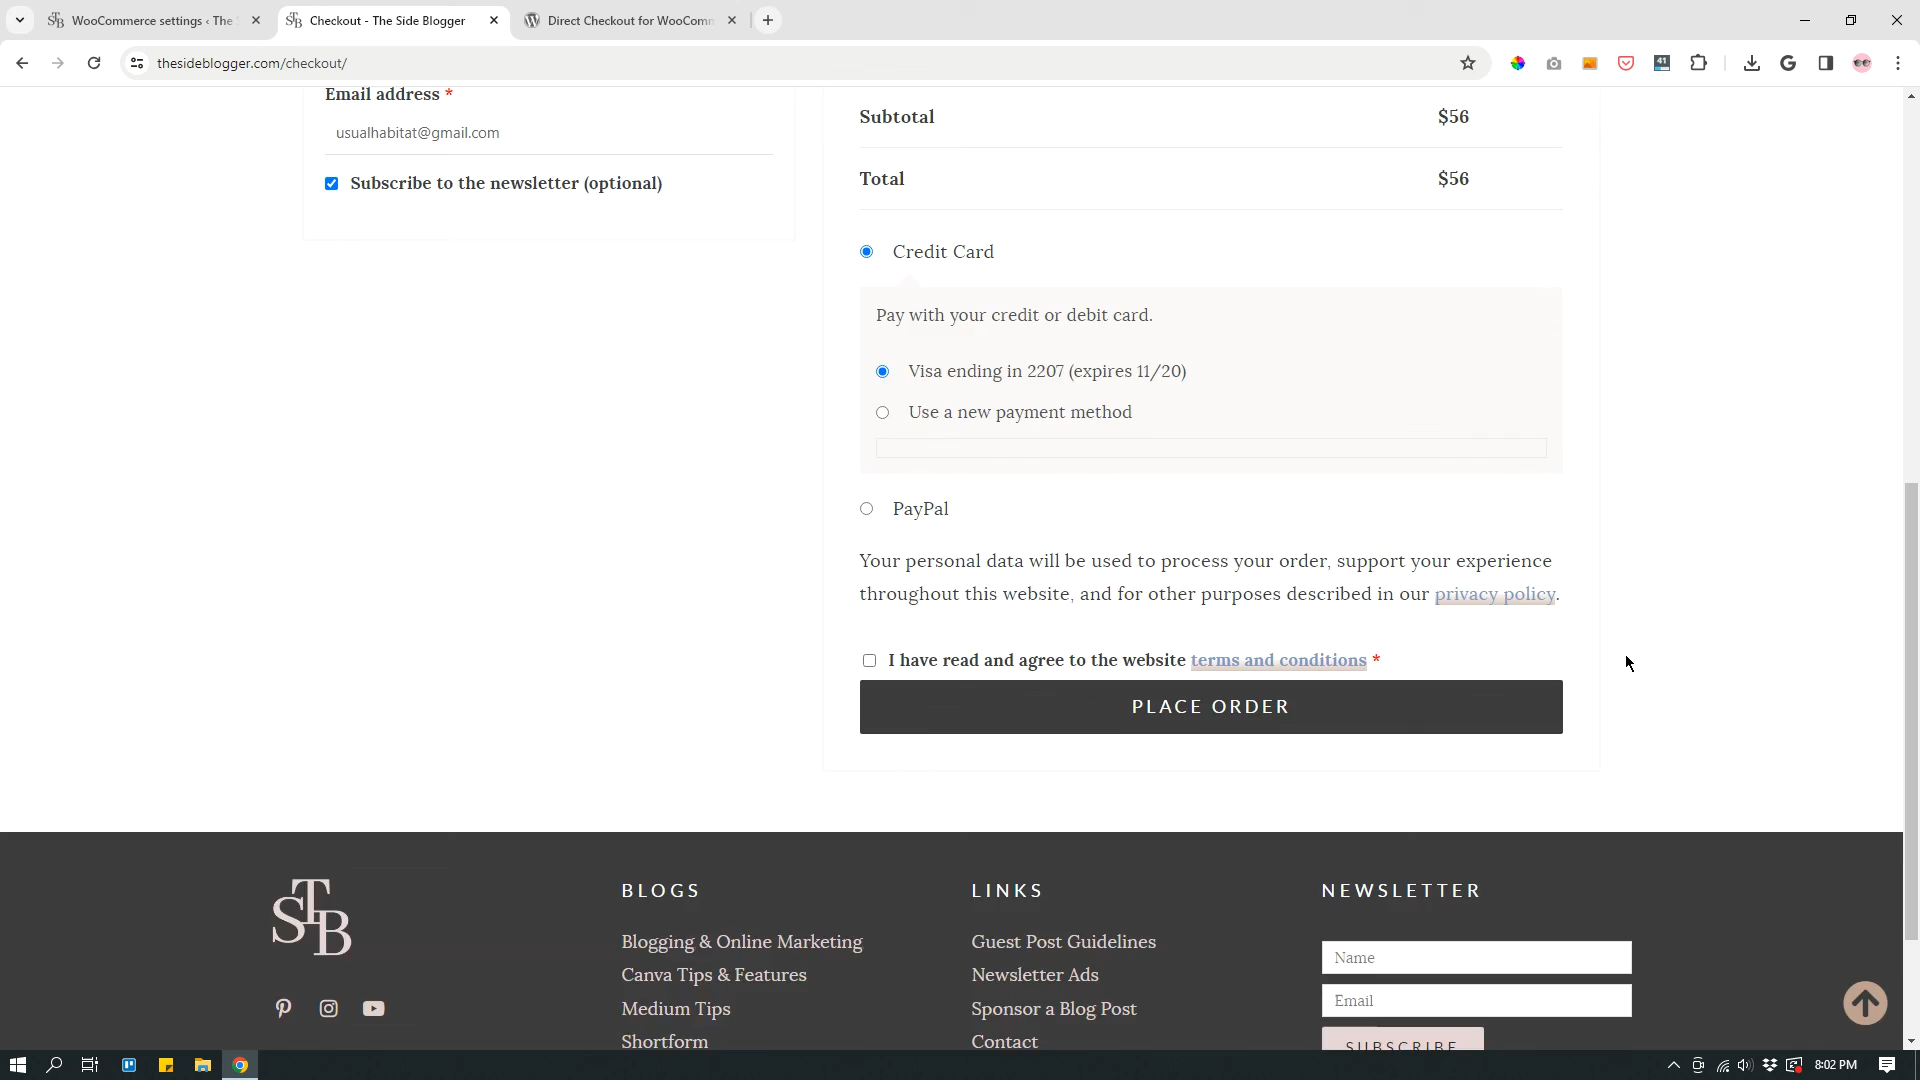 WooCommerce settings ‹ The S
Checkout - The Side Blogger
Direct Checkout for WooComm
thesideblogger.com/checkout/
41
Email address *
usualhabitat@gmail.com
Subscribe to the newsletter (optional)
Subtotal $56
Total $56
Credit Card
Pay with your credit or debit card.
Visa ending in 2207 (expires 11/20)
Use a new payment method
PayPal
Your personal data will be used to process your order, support your experience
throughout this website, and for other purposes described in our privacy policy.
I have read and agree to the website terms and conditions *
PLACE ORDER
STB
BLOGS
Blogging & Online Marketing
Canva Tips & Features
Medium Tips
Shortform
LINKS
Guest Post Guidelines
Newsletter Ads
Sponsor a Blog Post
Contact
NEWSLETTER
Name
Email
SUBSCRIBE
8:02 PM